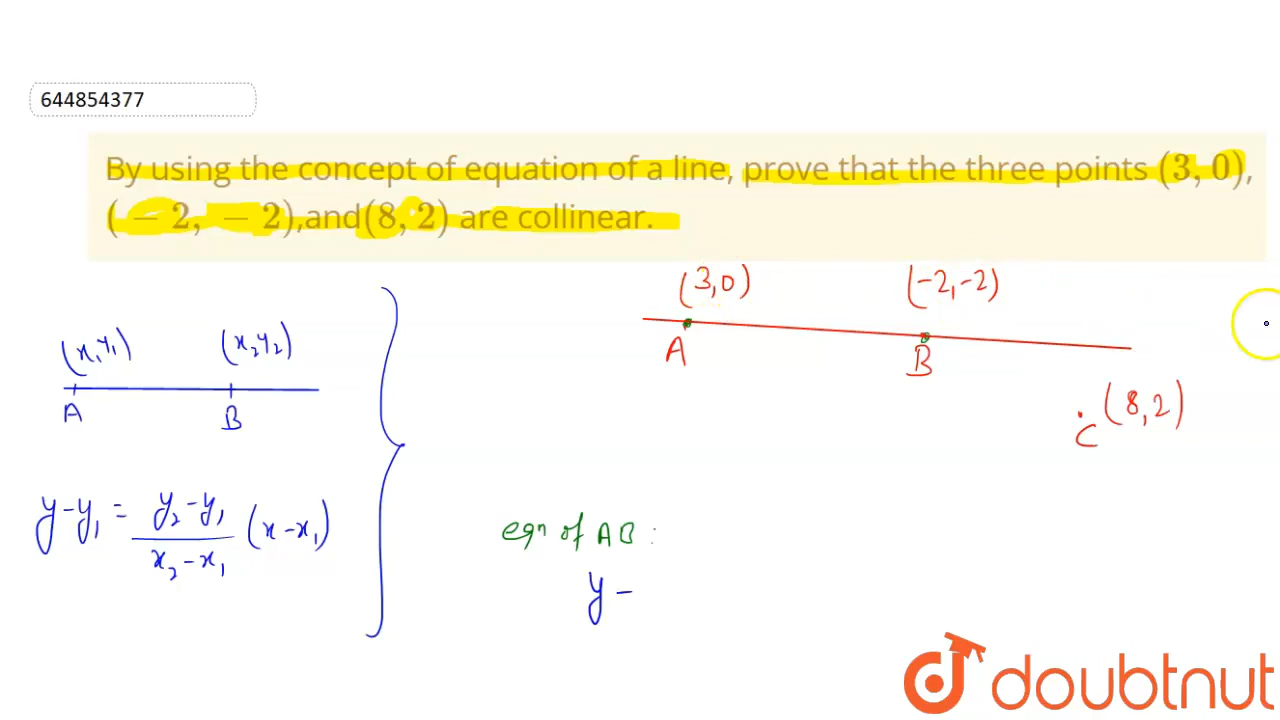 644854377
By using the concept of equation of a line, prove that the three points (3, 0),
( − 2, − 2),and(8, 2) are collinear.
(3,0) (-2,-2)
(x₁y₁) (x₂y₂)
A B
A B
(8,2)
C
y-y₁ = y₂-y₁/x₂-x₁ (x-x₁)
eqn of AB :
y -
doubtnut